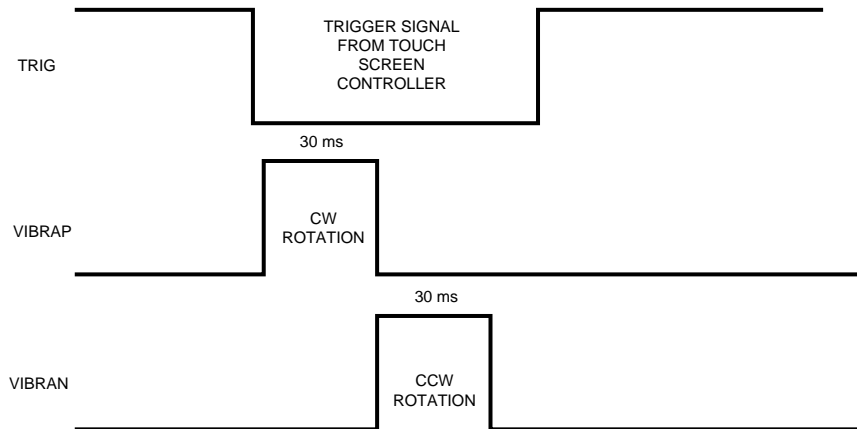 TRIG
TRIGGER SIGNAL
FROM TOUCH
SCREEN
CONTROLLER
30 ms
VIBRAP
CW
ROTATION
30 ms
VIBRAN
CCW
ROTATION